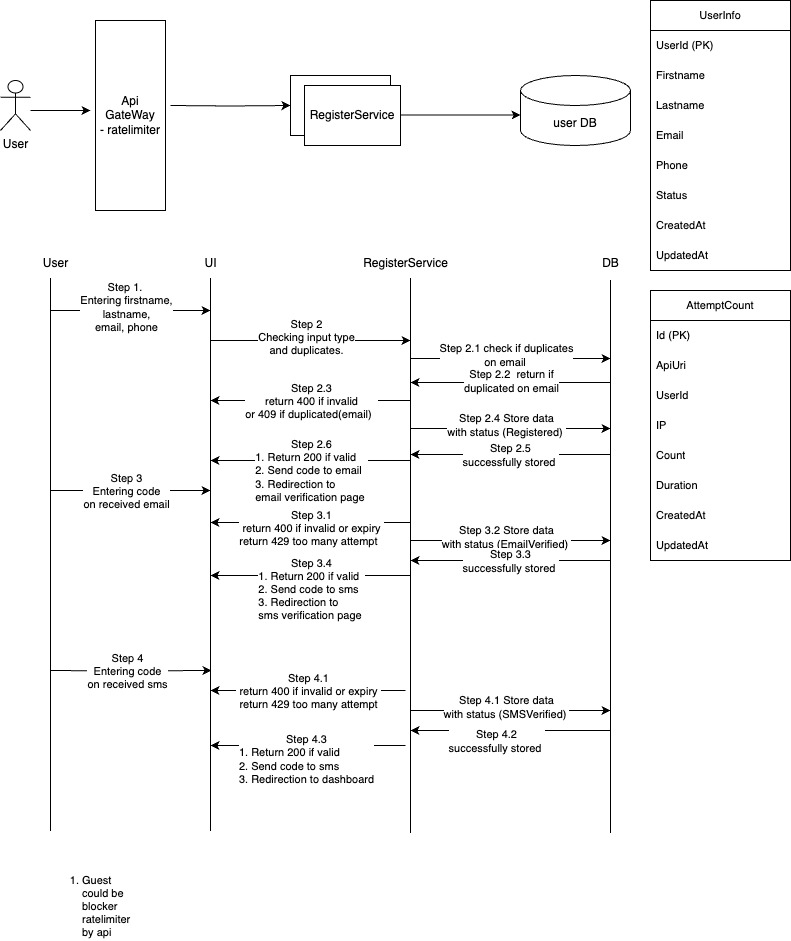 User
Api
GateWay
- ratelimiter
RegisterService
user DB
UserInfo
UserId (PK)
Firstname
Lastname
Email
Phone
Status
CreatedAt
UpdatedAt
AttemptCount
Id (PK)
ApiUri
UserId
IP
Count
Duration
CreatedAt
UpdatedAt
User
UI
RegisterService
DB
Step 1.
Entering firstname,
lastname,
email, phone
Step 2
Checking input type
and duplicates.
Step 2.1 check if duplicates
on email
Step 2.2 return if
duplicated on email
Step 2.3
return 400 if invalid
or 409 if duplicated(email)
Step 2.4 Store data
with status (Registered)
Step 2.5
successfully stored
Step 2.6
1. Return 200 if valid
2. Send code to email
3. Redirection to
email verification page
Step 3
Entering code
on received email
Step 3.1
return 400 if invalid or expiry
return 429 too many attempt
Step 3.2 Store data
with status (EmailVerified)
Step 3.3
successfully stored
Step 3.4
1. Return 200 if valid
2. Send code to sms
3. Redirection to
sms verification page
Step 4
Entering code
on received sms
Step 4.1
return 400 if invalid or expiry
return 429 too many attempt
Step 4.1 Store data
with status (SMSVerified)
Step 4.2
successfully stored
Step 4.3
1. Return 200 if valid
2. Send code to sms
3. Redirection to dashboard
1. Guest
could be
blocker
ratelimiter
by api